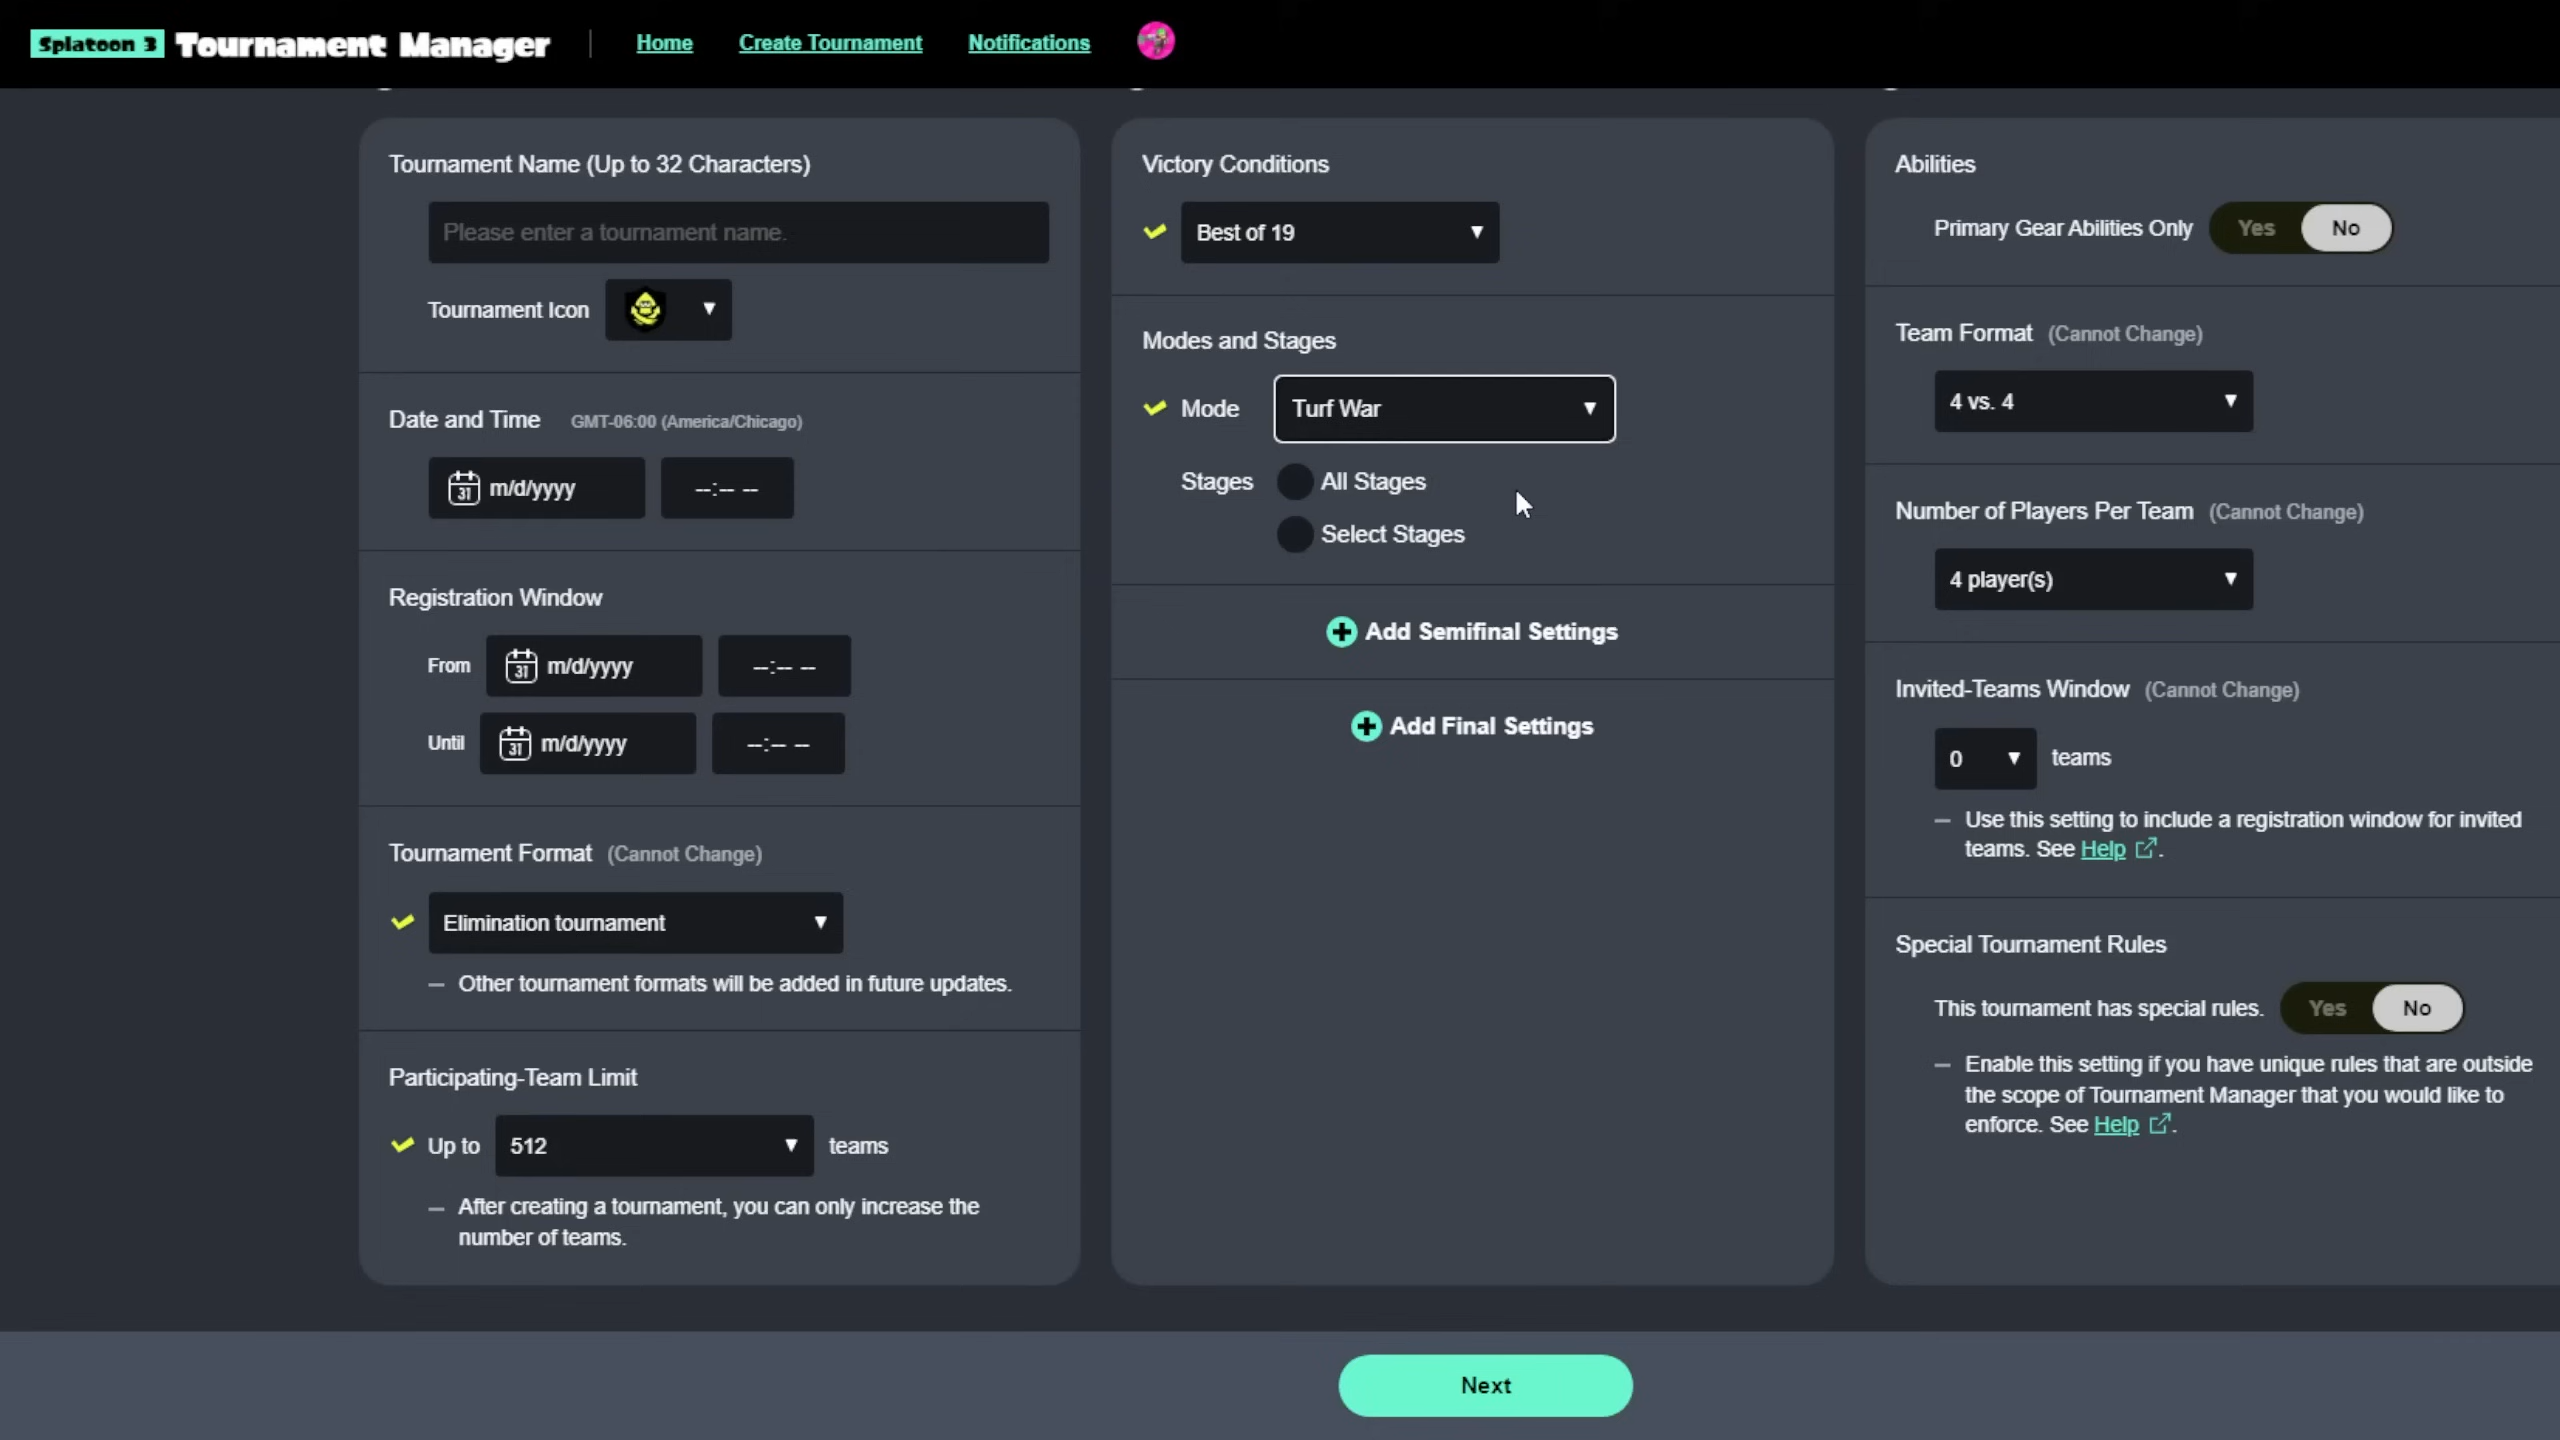 Splatoon 3 Tournament Manager Home Create Tournament Notifications
Tournament Name (Up to 32 Characters)
Please enter a tournament name.
Tournament Icon
Date and Time GMT-06:00 (America/Chicago)
31 m/d/yyyy --:-- --
Registration Window
From 31 m/d/yyyy --:-- --
Until 31 m/d/yyyy --:-- --
Tournament Format (Cannot Change)
Elimination tournament
— Other tournament formats will be added in future updates.
Participating-Team Limit
Up to 512 teams
— After creating a tournament, you can only increase the
number of teams.
Victory Conditions
Best of 19
Modes and Stages
Mode Turf War
Stages All Stages
Select Stages
Add Semifinal Settings
Add Final Settings
Abilities
Primary Gear Abilities Only Yes No
Team Format (Cannot Change)
4 vs. 4
Number of Players Per Team (Cannot Change)
4 player(s)
Invited-Teams Window (Cannot Change)
0 teams
— Use this setting to include a registration window for invited
teams. See Help.
Special Tournament Rules
This tournament has special rules. Yes No
— Enable this setting if you have unique rules that are outside
the scope of Tournament Manager that you would like to
enforce. See Help.
Next